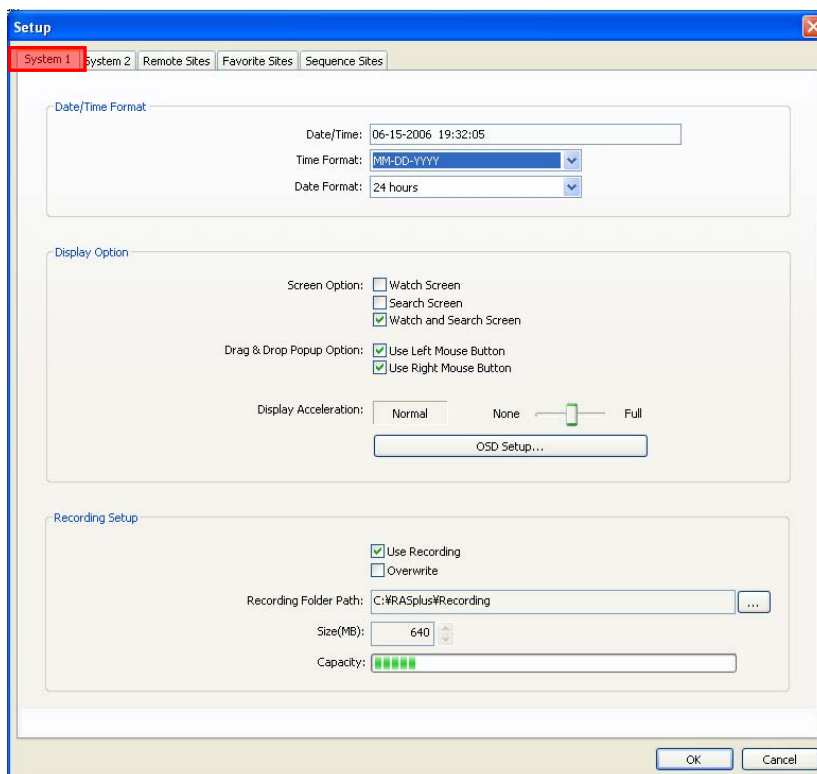 Setup
System 1 System 2 Remote Sites Favorite Sites Sequence Sites
Date/Time Format
Date/Time: 06-15-2006 19:32:05
Time Format: MM-DD-YYYY
Date Format: 24 hours
Display Option
Screen Option: Watch Screen
Search Screen
Watch and Search Screen
Drag & Drop Popup Option: Use Left Mouse Button
Use Right Mouse Button
Display Acceleration: Normal None Full
OSD Setup...
Recording Setup
Use Recording
Overwrite
Recording Folder Path: C:¥RASplus¥Recording ...
Size(MB): 640
Capacity:
OK Cancel